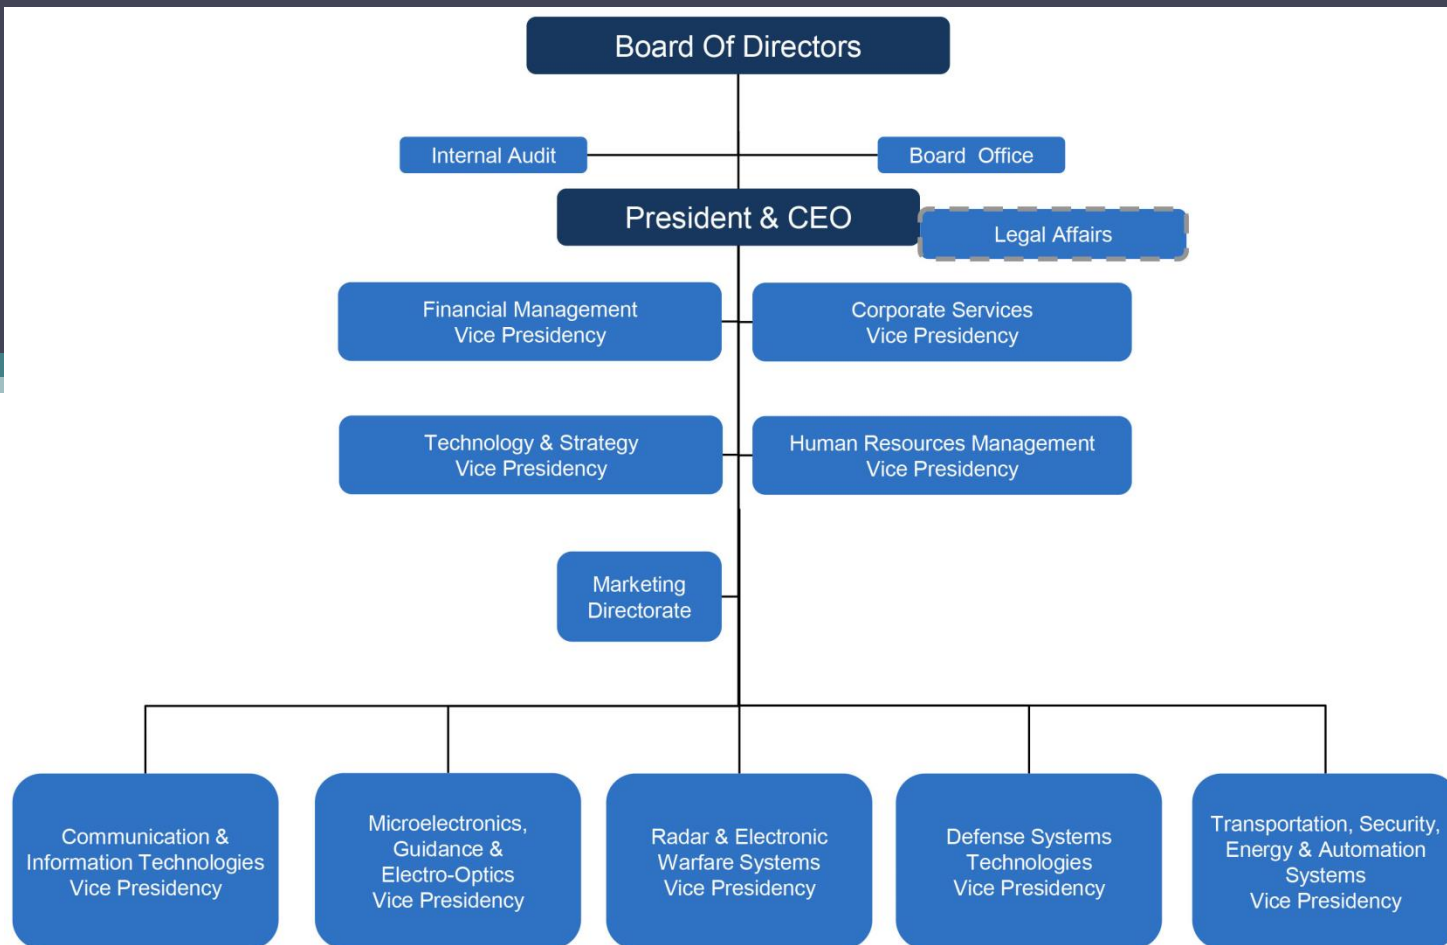 Board Of Directors
Internal Audit
Board Office
President & CEO
Legal Affairs
Financial Management
Vice Presidency
Corporate Services
Vice Presidency
Technology & Strategy
Vice Presidency
Human Resources Management
Vice Presidency
Marketing
Directorate
Communication &
Information Technologies
Vice Presidency
Microelectronics,
Guidance &
Electro-Optics
Vice Presidency
Radar & Electronic
Warfare Systems
Vice Presidency
Defense Systems
Technologies
Vice Presidency
Transportation, Security,
Energy & Automation
Systems
Vice Presidency